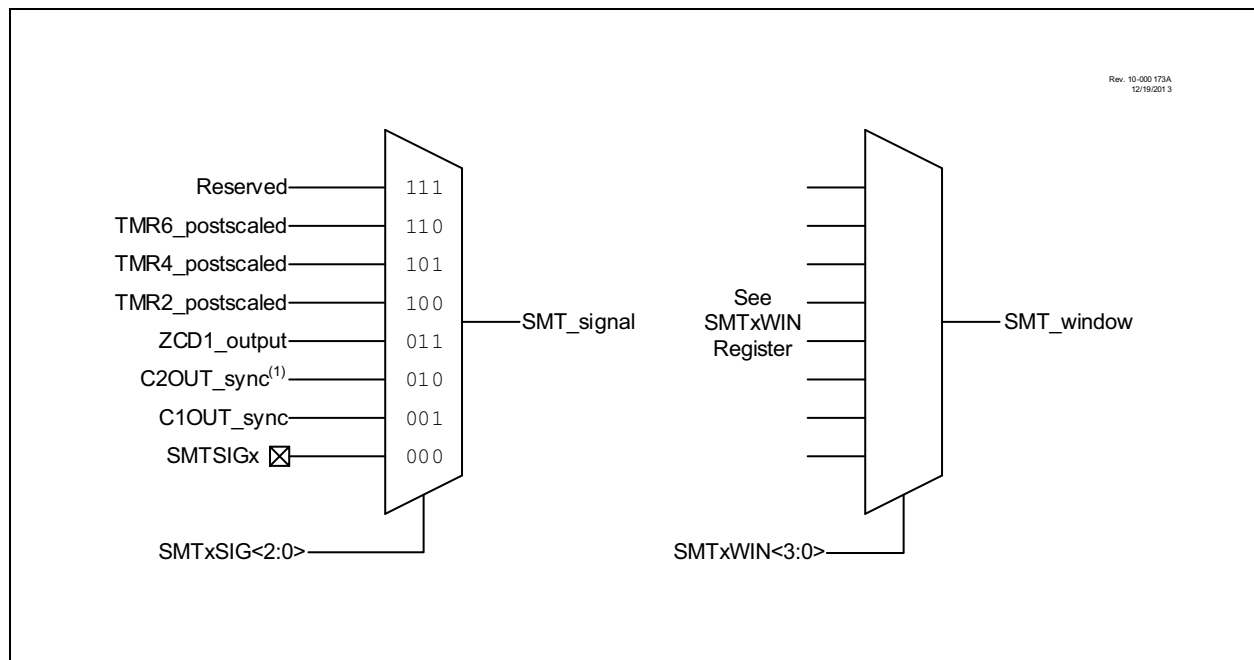 Rev. 10-000 173A
12/19/201 3
Reserved 111
TMR6_postscaled 110
TMR4_postscaled 101
TMR2_postscaled 100
ZCD1_output 011
C2OUT_sync(1) 010
C1OUT_sync 001
SMTSIGx 000
SMT_signal
SMTxSIG<2:0>
See
SMTxWIN
Register
SMT_window
SMTxWIN<3:0>